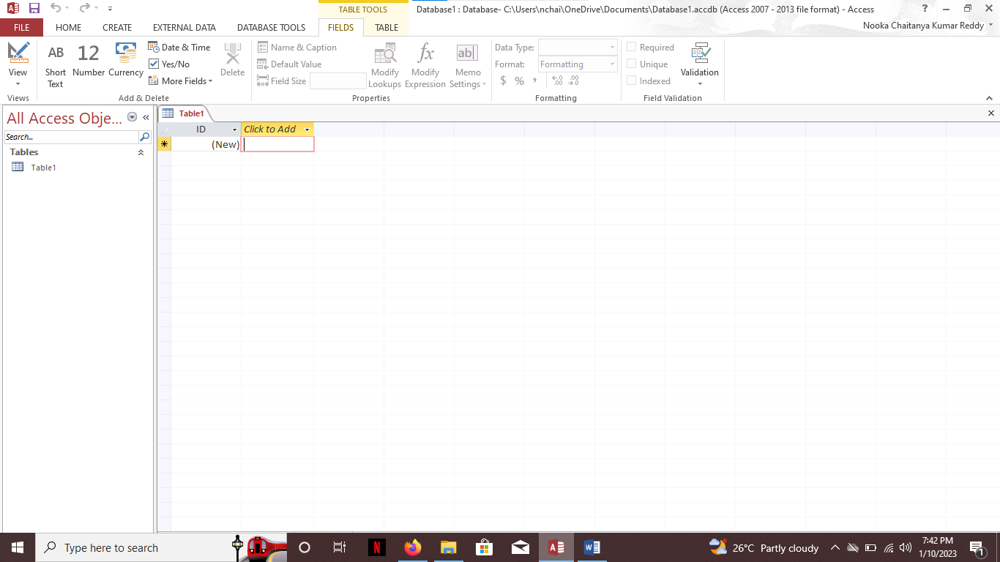 TABLE TOOLS
Database1 : Database- C:\Users\nchai\OneDrive\Documents\Database1.accdb (Access 2007 - 2013 file format) - Access
?
FILE HOME CREATE EXTERNAL DATA DATABASE TOOLS FIELDS TABLE
Nooka Chaitanya Kumar Reddy
View
Views
AB
Short
Text
12
Number
Currency
Date & Time
Yes/No
More Fields
Delete
Add & Delete
Name & Caption
Default Value
Field Size
Modify
Lookups
fx
Modify
Expression
ab
Memo
Settings
Properties
Data Type:
Format: Formatting
$ % , ←.0 .00 .00 →.0
Formatting
Required
Unique
Indexed
Validation
Field Validation
All Access Obje...
Search...
Tables
Table1
Table1
ID Click to Add
(New)
Type here to search
N
A
W
26°C Partly cloudy
7:42 PM
1/10/2023
1